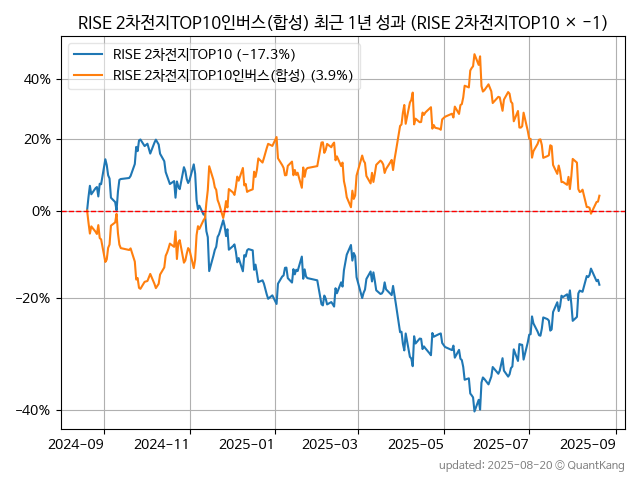 RISE 2차전지TOP10인버스(합성) 최근 1년 성과 (RISE 2차전지TOP10 × −1)
RISE 2차전지TOP10 (−17.3%)
RISE 2차전지TOP10인버스(합성) (3.9%)
40%
20%
0%
−20%
−40%
2024-09 2024-11 2025-01 2025-03 2025-05 2025-07 2025-09
updated: 2025-08-20 © QuantKang